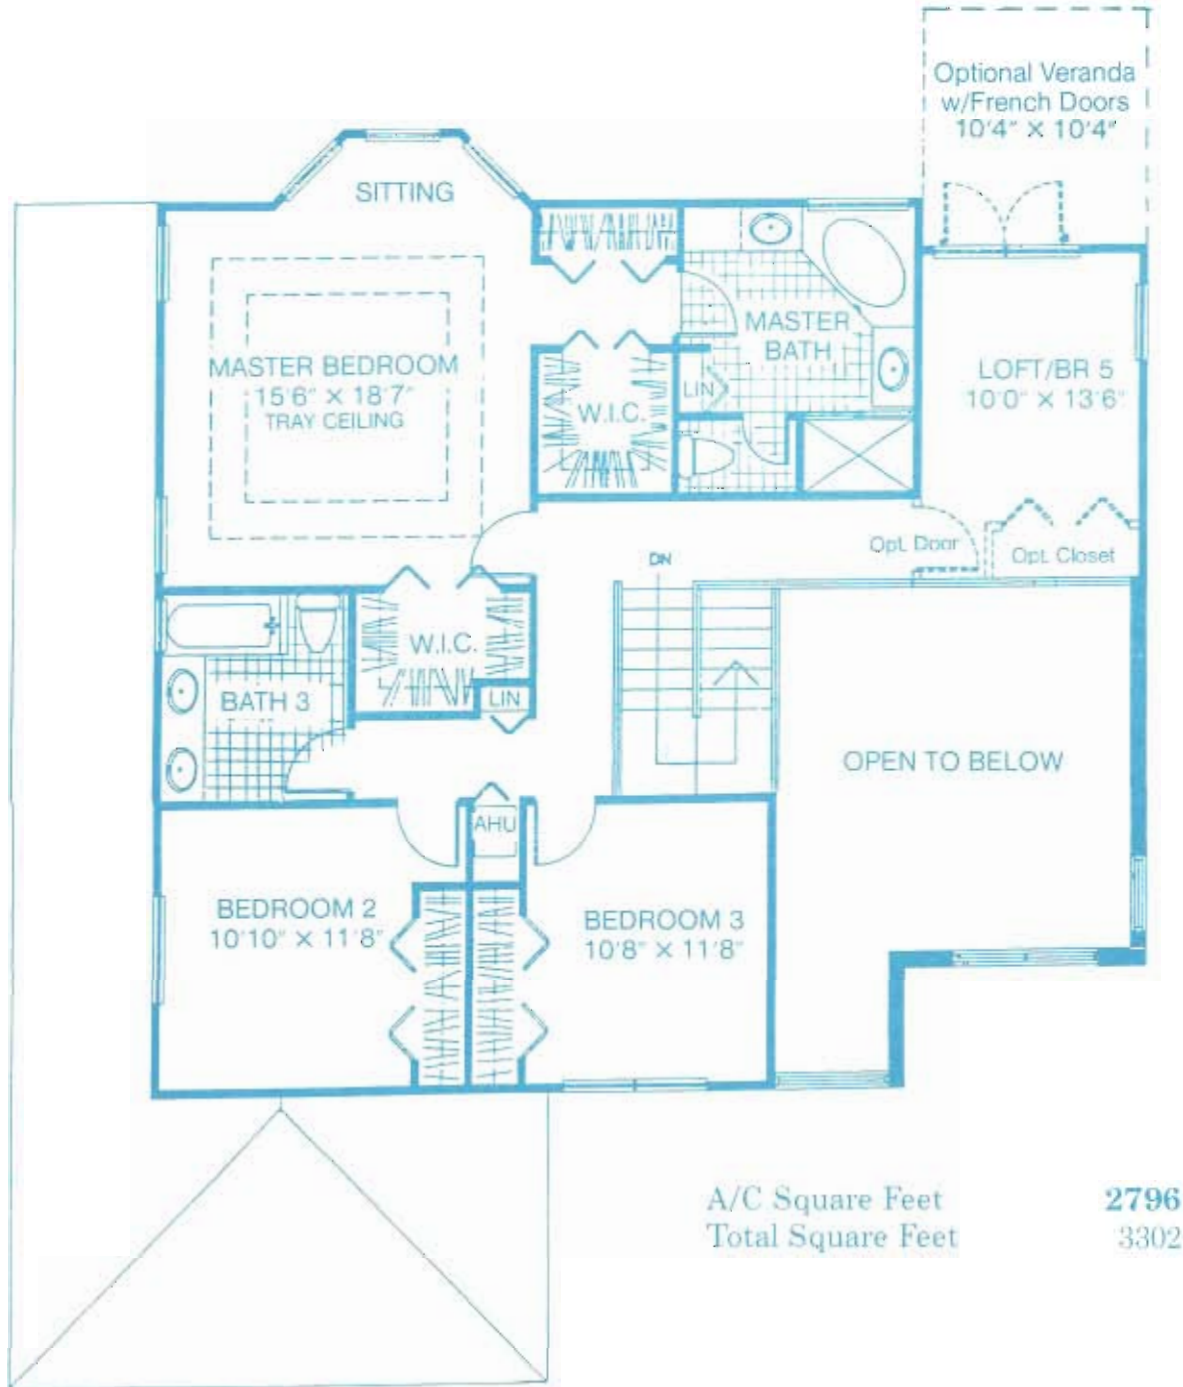 Optional Veranda
w/French Doors
10'4" X 10'4"
SITTING
MASTER BEDROOM
15'6" X 18'7"
TRAY CEILING
W.I.C.
LIN
MASTER
BATH
LOFT/BR 5
10'0" X 13'6"
Opt. Door
Opt. Closet
DN
W.I.C.
LIN
BATH 3
OPEN TO BELOW
AHU
BEDROOM 2
10'10" X 11'8"
BEDROOM 3
10'8" X 11'8"
A/C Square Feet 2796
Total Square Feet 3302